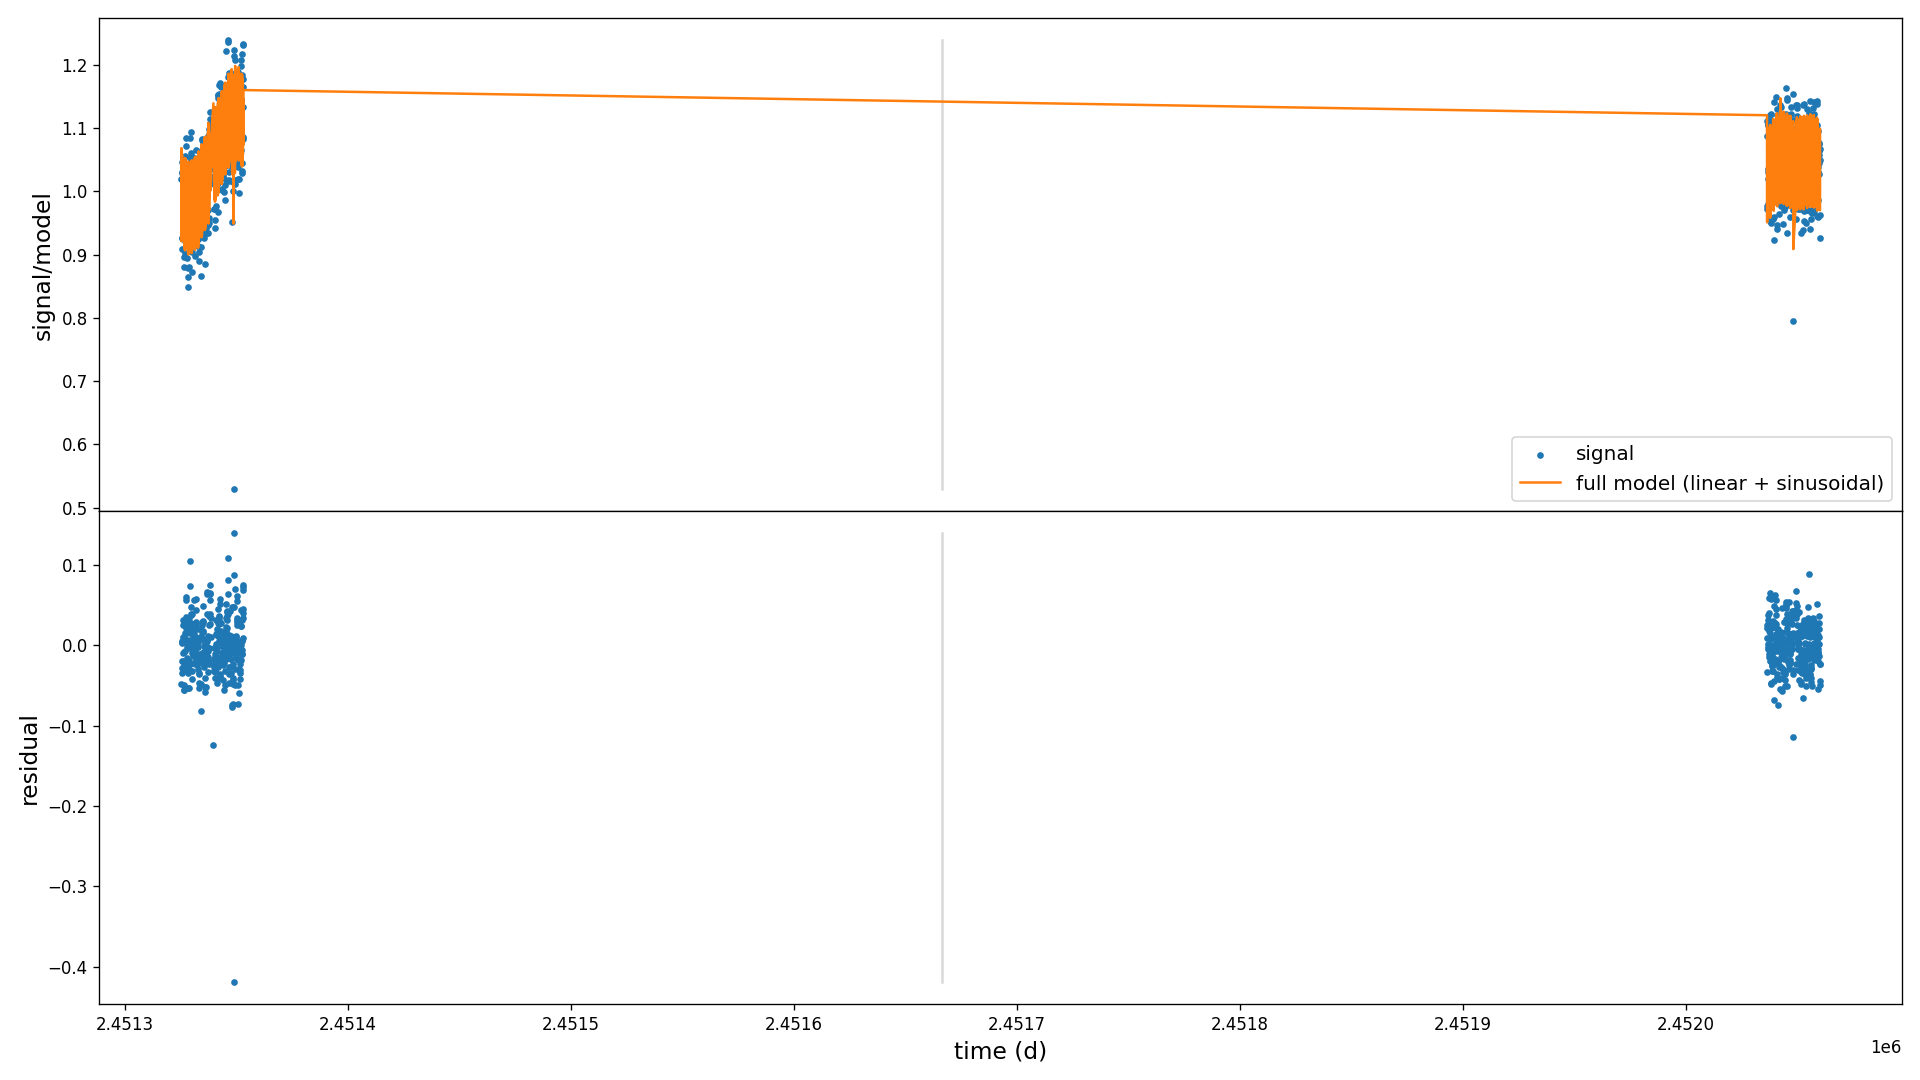 1.2
1.1
1.0
0.9
0.8
0.7
0.6
0.5
signal/model
signal
full model (linear + sinusoidal)
0.1
0.0
−0.1
−0.2
−0.3
−0.4
residual
2.4513 2.4514 2.4515 2.4516 2.4517 2.4518 2.4519 2.4520
time (d)
1e6